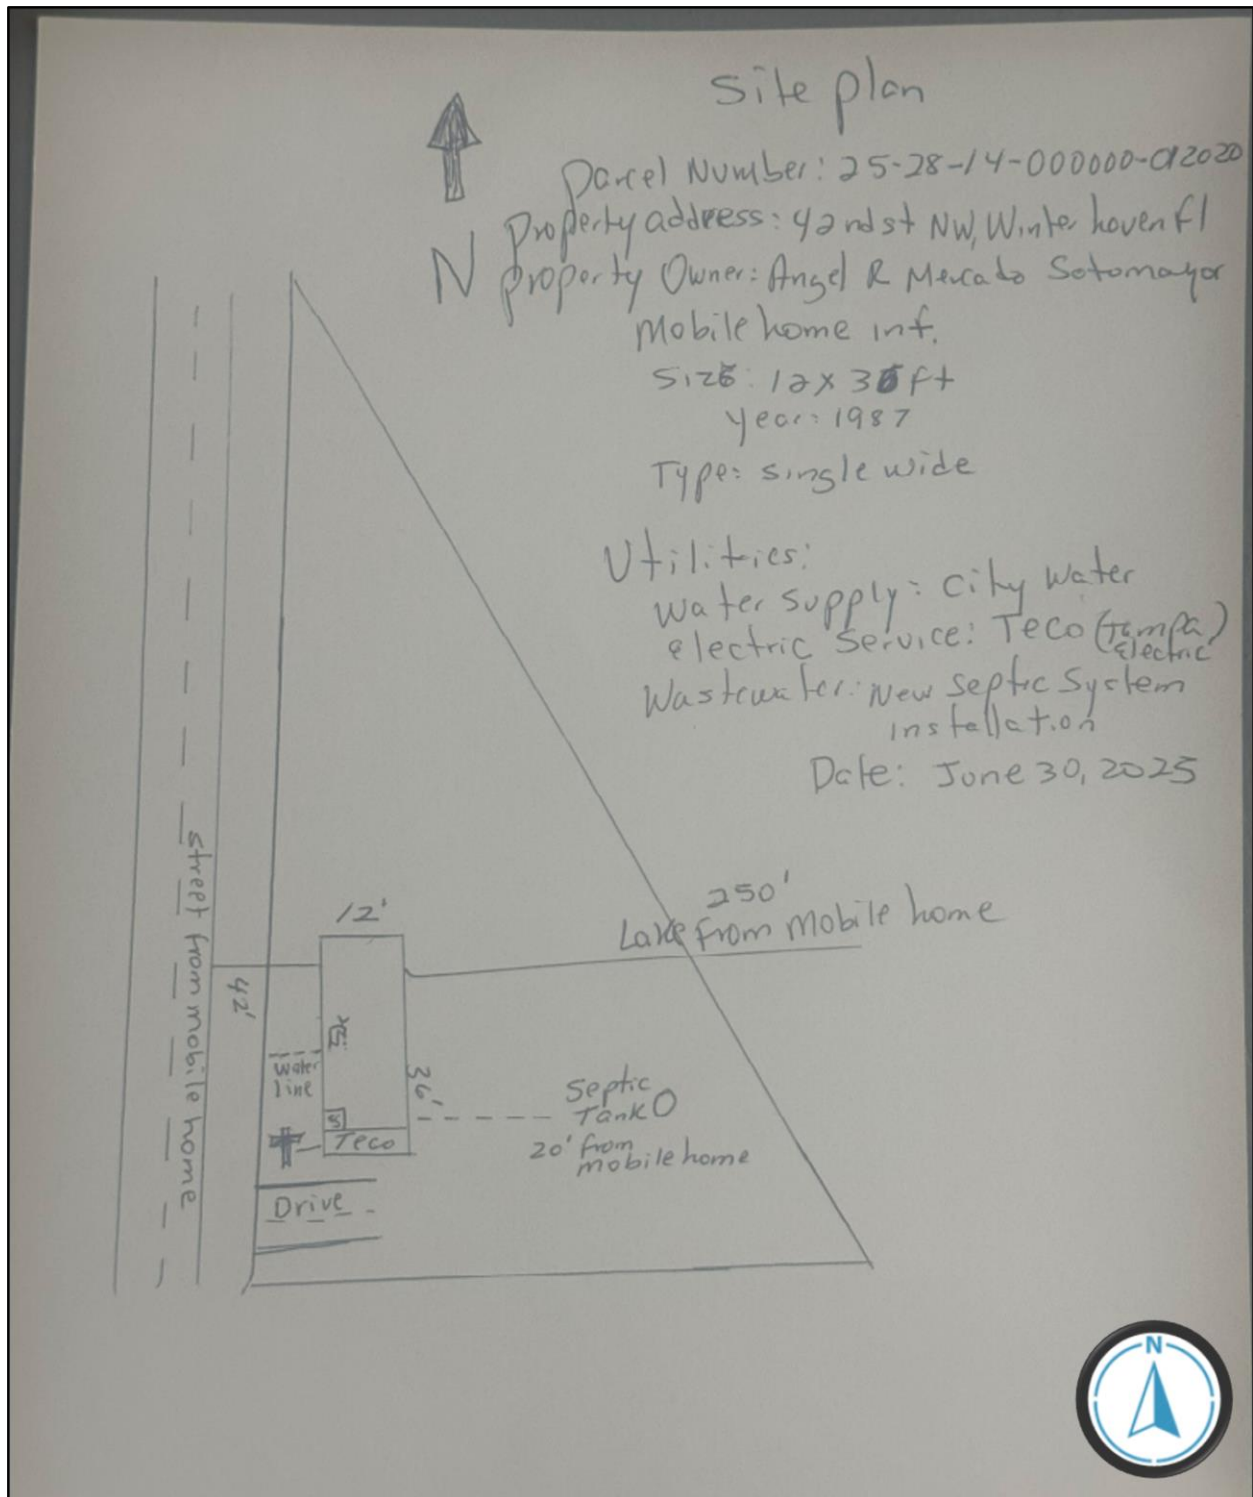 Site plan
Parcel Number: 25-28-14-000000-012020
N
Property address: 42nd st NW, Winter haven fl
Property Owner: Angel R Mercado Sotomayor
Mobile home inf.
Size: 12x36 ft
year: 1987
Type: single wide
Utilities:
Water supply: City Water
electric Service: Teco (Tampa
Electric)
Wastewater: New Septic System
installation
Date: June 30, 2025
250'
Lake from mobile home
12'
42'
street from mobile home
Water
line
36'
Septic
Tank
20' from
mobile home
S
Teco
Drive
N